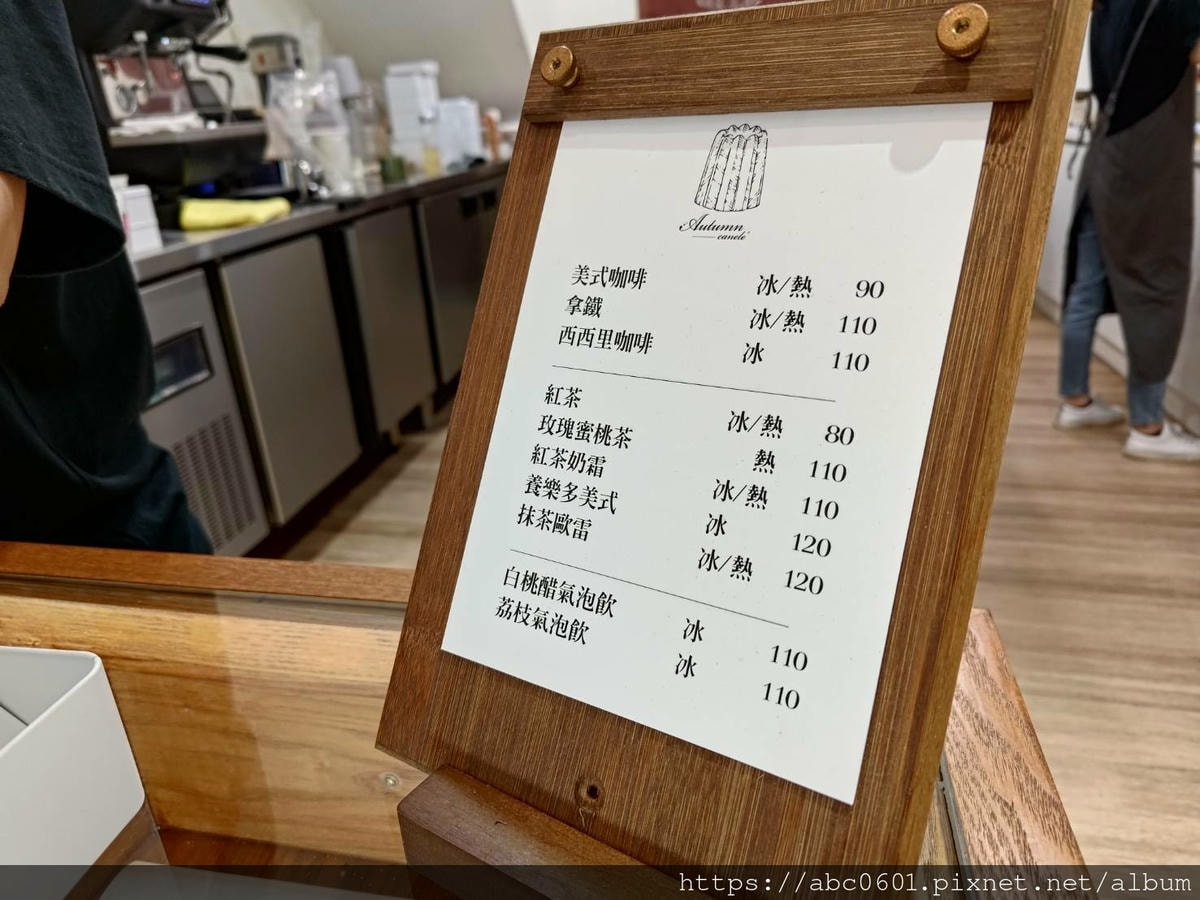 Autumn
canelé
美式咖啡 冰/熱 90
拿鐵 冰/熱 110
西西里咖啡 冰 110
紅茶 冰/熱 80
玫瑰蜜桃茶 熱 110
紅茶奶霜 冰/熱 110
養樂多美式 冰 120
抹茶歐雷 冰/熱 120
白桃醋氣泡飲 冰 110
荔枝氣泡飲 冰 110
https://abc0601.pixnet.net/album